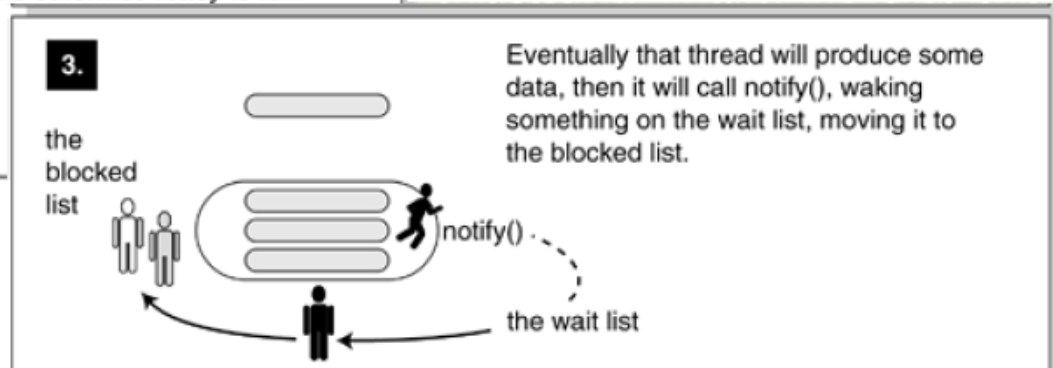 3.
Eventually that thread will produce some
data, then it will call notify(), waking
something on the wait list, moving it to
the blocked list.
the
blocked
list
notify()
the wait list